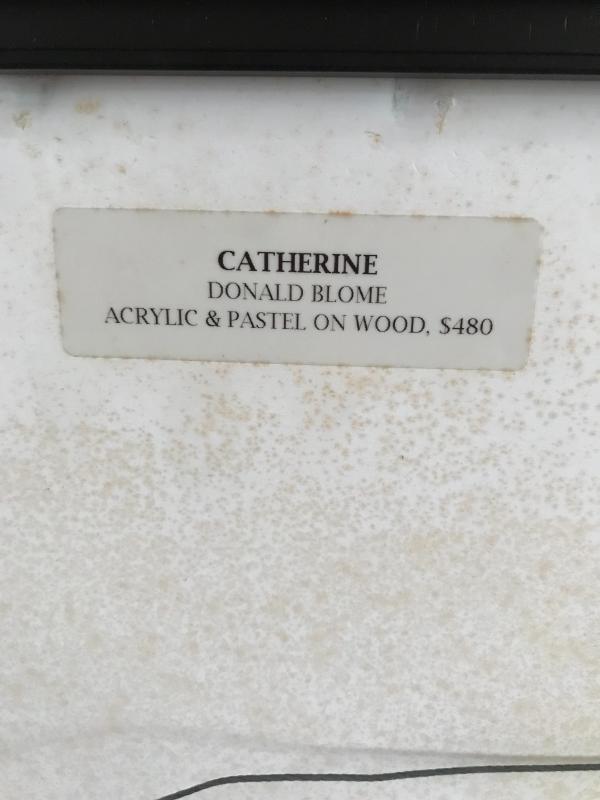 CATHERINE
DONALD BLOME
ACRYLIC & PASTEL ON WOOD, $480